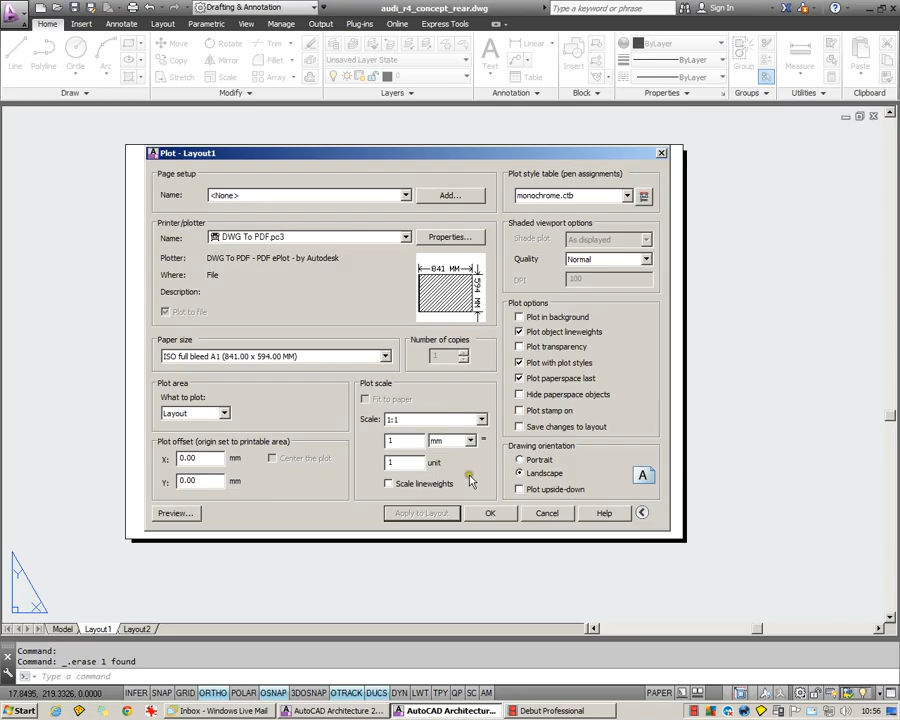 Drafting & Annotation
audi_r4_concept_rear.dwg
Type a keyword or phrase
Sign In
Home
Insert
Annotate
Layout
Parametric
View
Manage
Output
Plug-ins
Online
Express Tools
Line
Polyline
Circle
Arc
Move
Rotate
Trim
Copy
Mirror
Fillet
Stretch
Scale
Array
Unsaved Layer State
0
Text
Linear
Table
Insert
ByLayer
ByLayer
ByLayer
Group
Measure
Paste
Draw
Modify
Layers
Annotation
Block
Properties
Groups
Utilities
Clipboard
Plot - Layout1
Page setup
Name:
<None>
Add...
Plot style table (pen assignments)
monochrome.ctb
Printer/plotter
Name:
DWG To PDF.pc3
Properties...
Plotter:
DWG To PDF - PDF ePlot - by Autodesk
Where:
File
Description:
Plot to file
841 MM
594 MM
Shaded viewport options
Shade plot
As displayed
Quality
Normal
DPI
100
Paper size
ISO full bleed A1 (841.00 x 594.00 MM)
Number of copies
1
Plot options
Plot in background
Plot object lineweights
Plot transparency
Plot with plot styles
Plot paperspace last
Hide paperspace objects
Plot stamp on
Save changes to layout
Plot area
What to plot:
Layout
Plot scale
Fit to paper
Scale:
1:1
1
mm
=
1
unit
Scale lineweights
Plot offset (origin set to printable area)
X:
0.00
mm
Center the plot
Y:
0.00
mm
Drawing orientation
Portrait
Landscape
Plot upside-down
A
Preview...
Apply to Layout
OK
Cancel
Help
Y
X
Model
Layout1
Layout2
Command:
Command: _.erase 1 found
Type a command
17.8495, 219.3326, 0.0000
INFER
SNAP
GRID
ORTHO
POLAR
OSNAP
3DOSNAP
OTRACK
DUCS
DYN
LWT
TPY
QP
SC
AM
PAPER
Start
Inbox - Windows Live Mail
AutoCAD Architecture 2...
AutoCAD Architectur...
Debut Professional
10:56